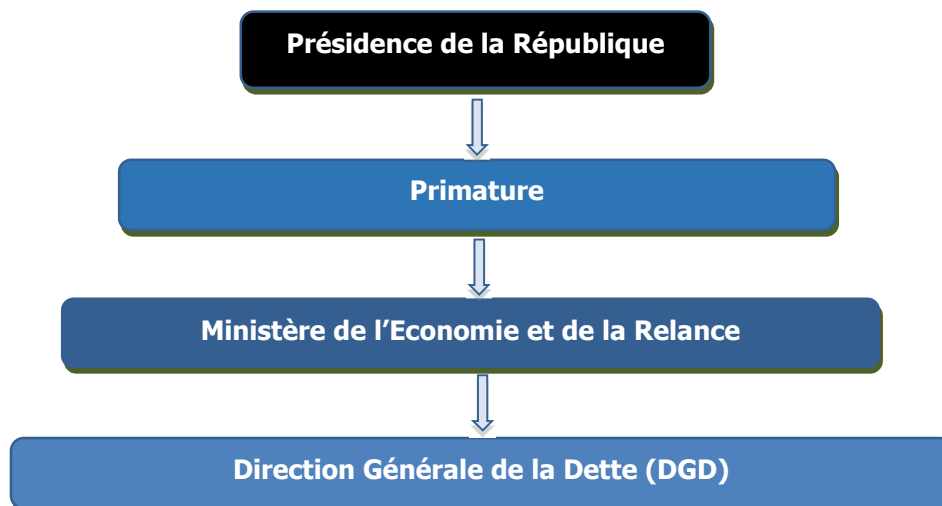 Présidence de la République
Primature
Ministère de l’Economie et de la Relance
Direction Générale de la Dette (DGD)